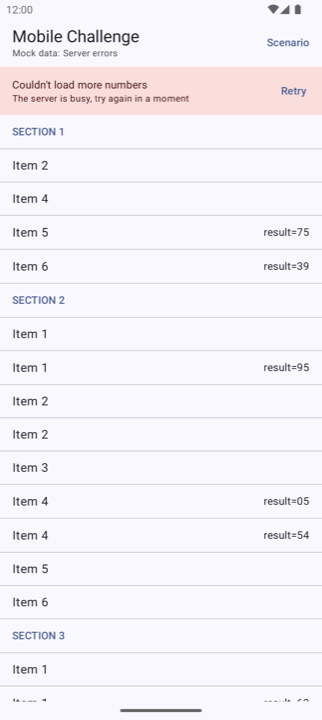 12:00
Mobile Challenge
Mock data: Server errors
Scenario
Couldn't load more numbers
The server is busy, try again in a moment
Retry
SECTION 1
Item 2
Item 4
Item 5 result=75
Item 6 result=39
SECTION 2
Item 1
Item 1 result=95
Item 2
Item 2
Item 3
Item 4 result=05
Item 4 result=54
Item 5
Item 6
SECTION 3
Item 1